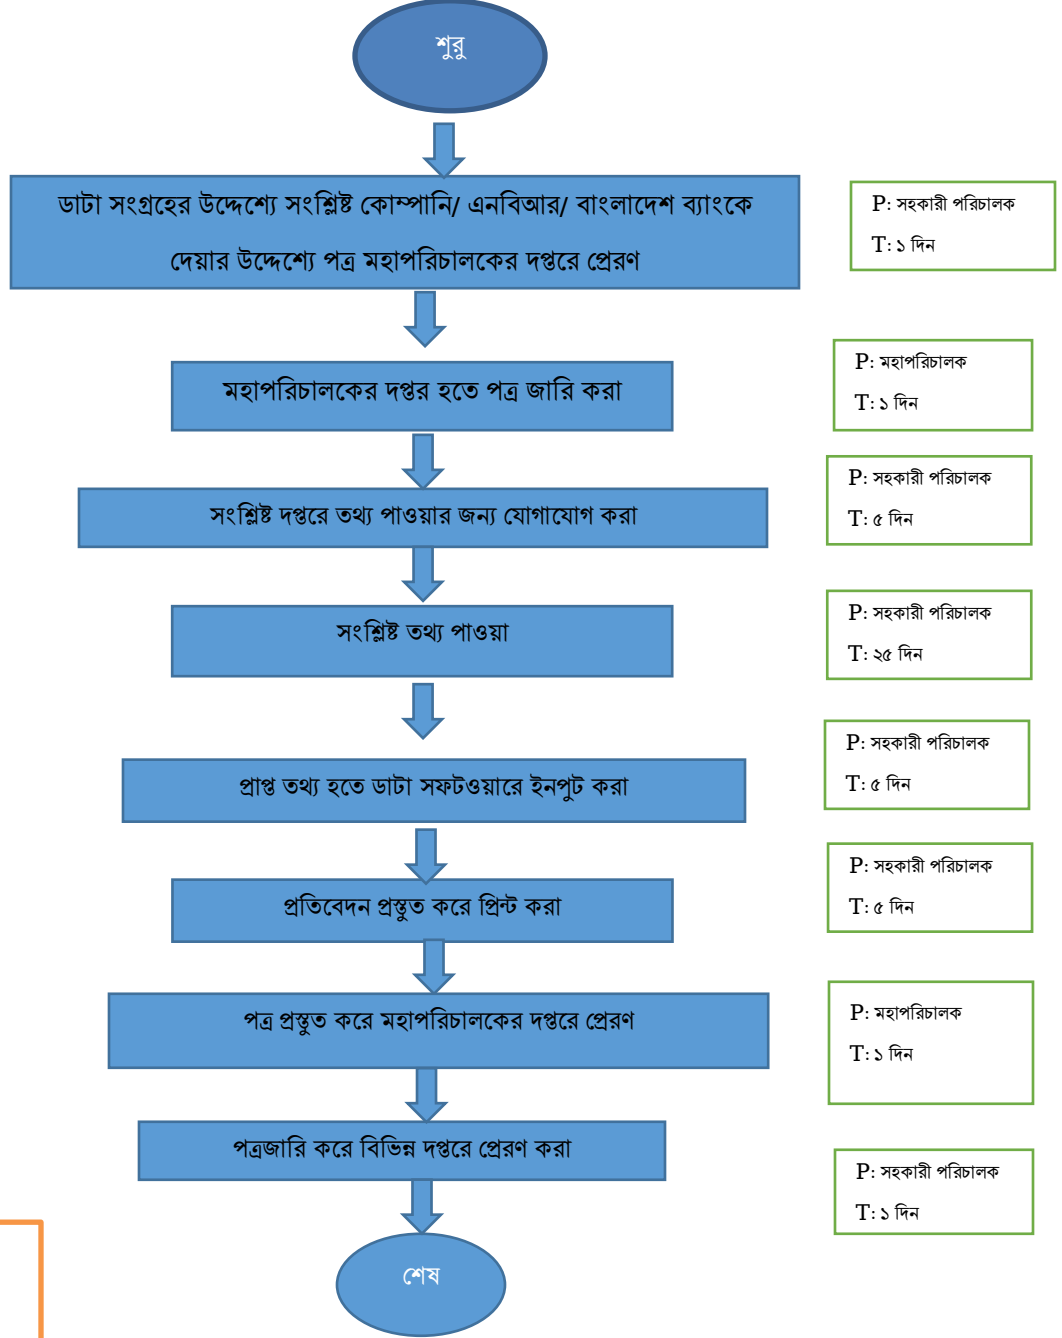 শুরু
ডাটা সংগ্রহের উদ্দেশ্যে সংশ্লিষ্ট কোম্পানি/ এনবিআর/ বাংলাদেশ ব্যাংকে
দেয়ার উদ্দেশ্যে পত্র মহাপরিচালকের দপ্তরে প্রেরণ
P: সহকারী পরিচালক
T: ১ দিন
মহাপরিচালকের দপ্তর হতে পত্র জারি করা
P: মহাপরিচালক
T: ১ দিন
সংশ্লিষ্ট দপ্তরে তথ্য পাওয়ার জন্য যোগাযোগ করা
P: সহকারী পরিচালক
T: ৫ দিন
সংশ্লিষ্ট তথ্য পাওয়া
P: সহকারী পরিচালক
T: ২৫ দিন
প্রাপ্ত তথ্য হতে ডাটা সফটওয়ারে ইনপুট করা
P: সহকারী পরিচালক
T: ৫ দিন
প্রতিবেদন প্রস্তুত করে প্রিন্ট করা
P: সহকারী পরিচালক
T: ৫ দিন
পত্র প্রস্তুত করে মহাপরিচালকের দপ্তরে প্রেরণ
P: মহাপরিচালক
T: ১ দিন
পত্রজারি করে বিভিন্ন দপ্তরে প্রেরণ করা
P: সহকারী পরিচালক
T: ১ দিন
শেষ